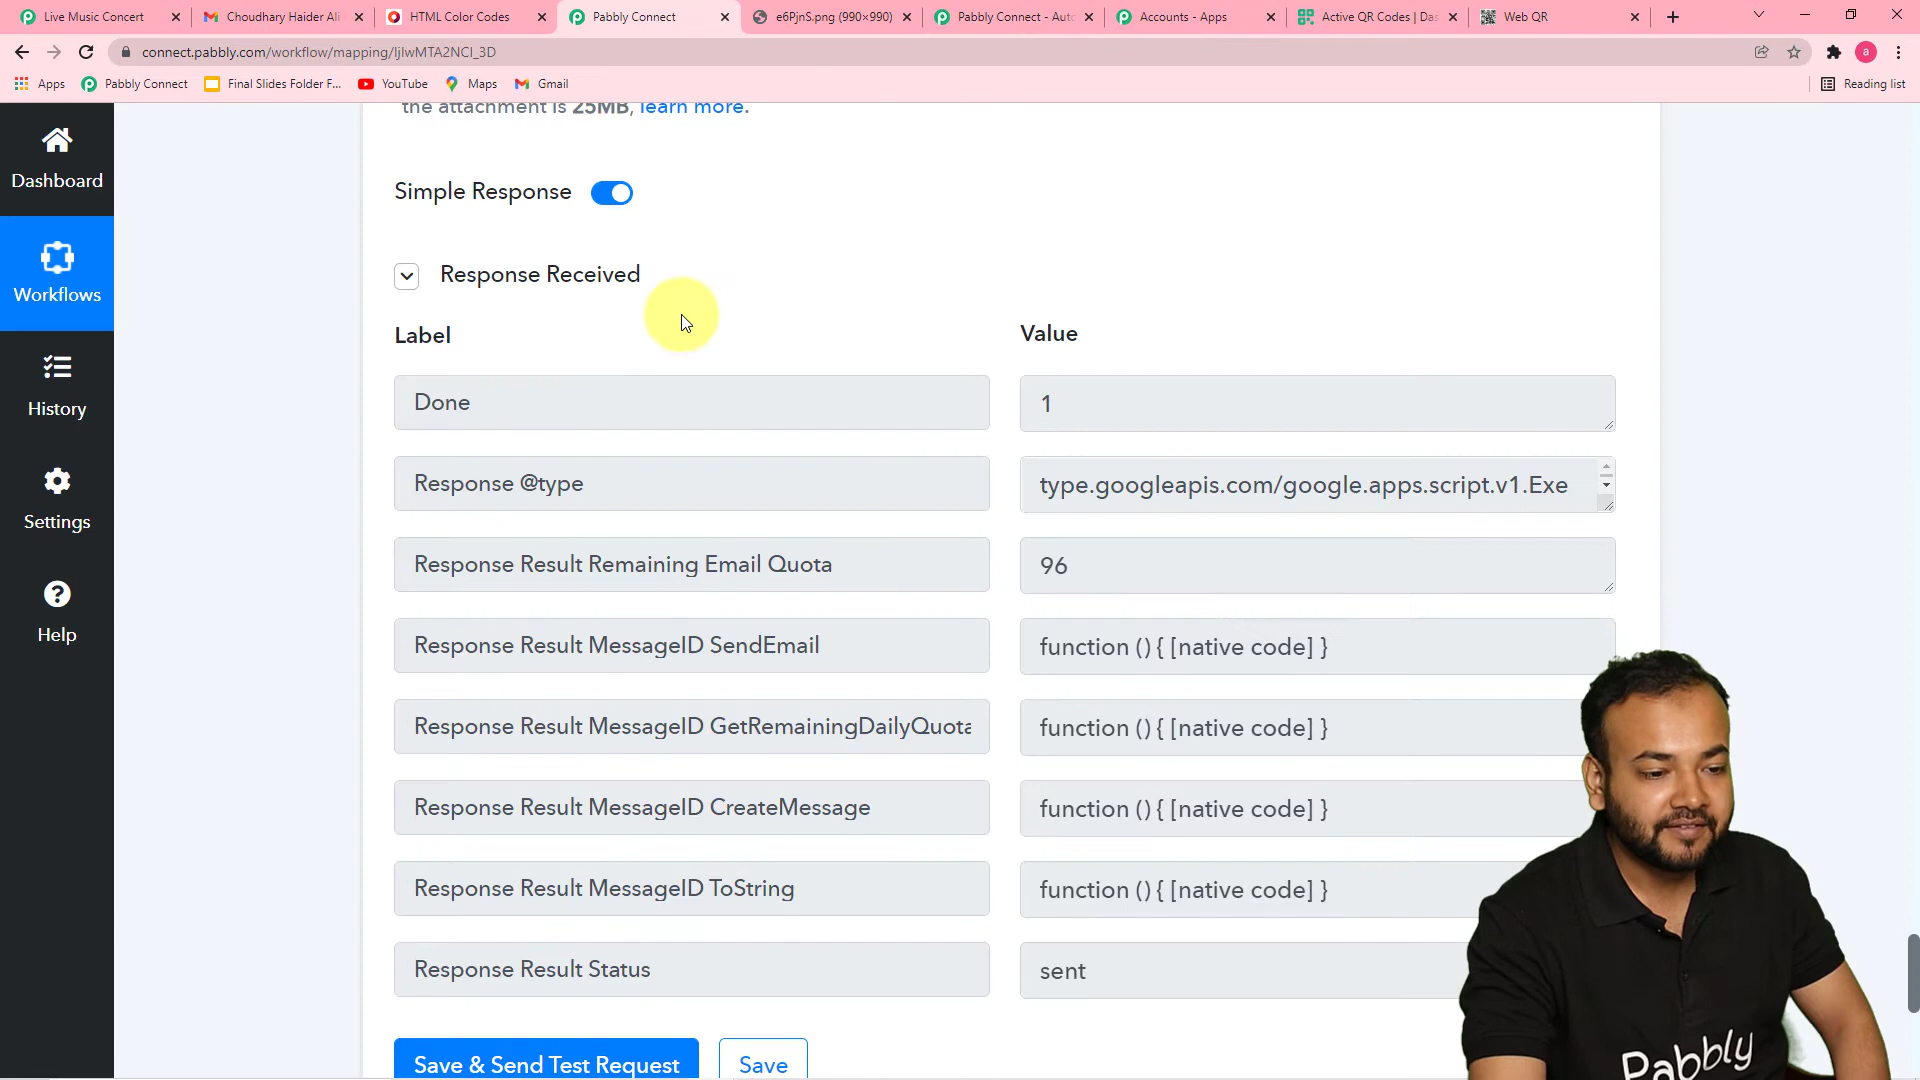 Live Music Concert
Choudhary Haider Ali
HTML Color Codes
Pabbly Connect
e6PjnS.png (990×990)
Pabbly Connect - Aut
Accounts - Apps
Active QR Codes | Das
Web QR
connect.pabbly.com/workflow/mapping/IjIwMTA2NCI_3D
a
Apps
Pabbly Connect
Final Slides Folder F...
YouTube
Maps
Gmail
Reading list
the attachment is 25MB, learn more.
Dashboard
Workflows
History
Settings
Help
Simple Response
Response Received
Label
Value
Done
1
Response @type
type.googleapis.com/google.apps.script.v1.Exe
Response Result Remaining Email Quota
96
Response Result MessageID SendEmail
function () { [native code] }
Response Result MessageID GetRemainingDailyQuota
function () { [native code] }
Response Result MessageID CreateMessage
function () { [native code] }
Response Result MessageID ToString
function () { [native code] }
Response Result Status
sent
Save & Send Test Request
Save
Pabbly